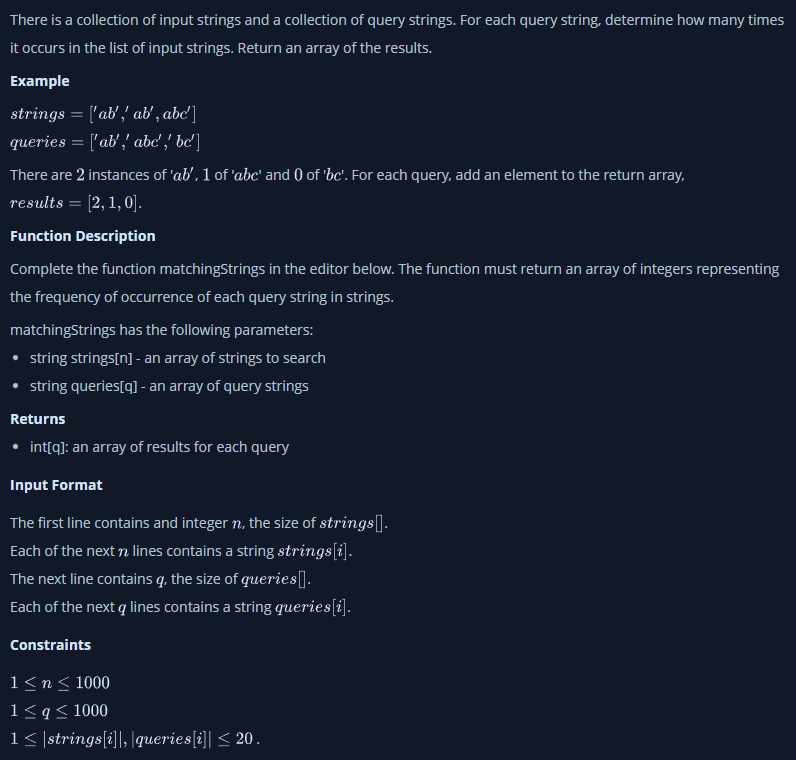 There is a collection of input strings and a collection of query strings. For each query string, determine how many times
it occurs in the list of input strings. Return an array of the results.
Example
strings = ['ab',' ab', abc']
queries = ['ab',' abc',' bc']
There are 2 instances of 'ab', 1 of 'abc' and 0 of 'bc'. For each query, add an element to the return array,
results = [2, 1, 0].
Function Description
Complete the function matchingStrings in the editor below. The function must return an array of integers representing
the frequency of occurrence of each query string in strings.
matchingStrings has the following parameters:
• string strings[n] - an array of strings to search
• string queries[q] - an array of query strings
Returns
• int[q]: an array of results for each query
Input Format
The first line contains and integer n, the size of strings[].
Each of the next n lines contains a string strings[i].
The next line contains q, the size of queries[].
Each of the next q lines contains a string queries[i].
Constraints
1 ≤ n ≤ 1000
1 ≤ q ≤ 1000
1 ≤ |strings[i]|, |queries[i]| ≤ 20 .